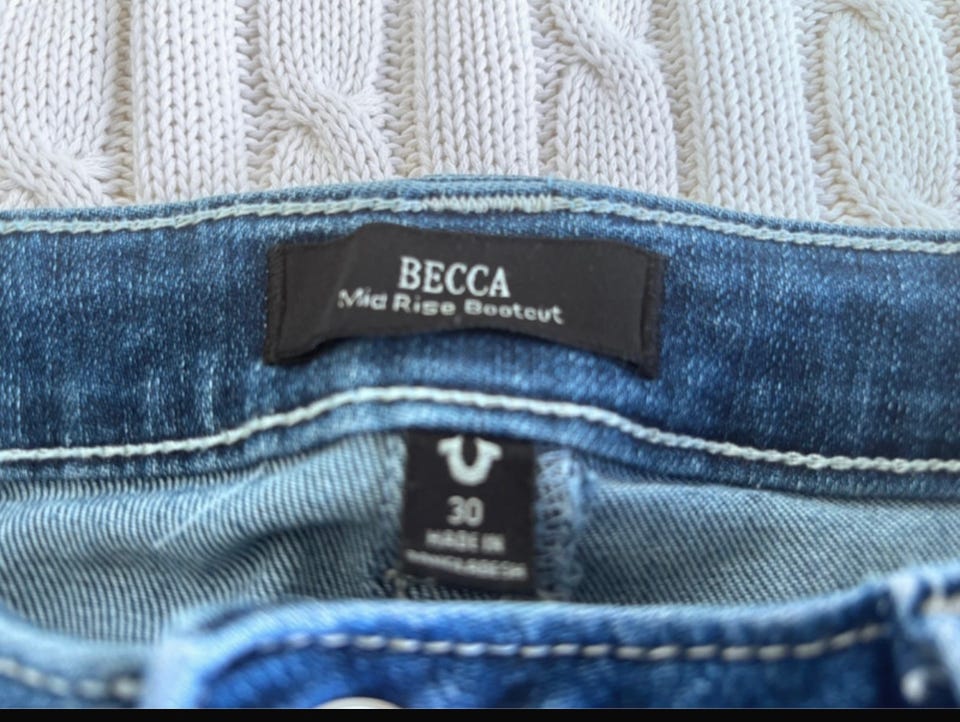 BECCA
Mid Rise Bootcut
30
MADE IN
BANGLADESH